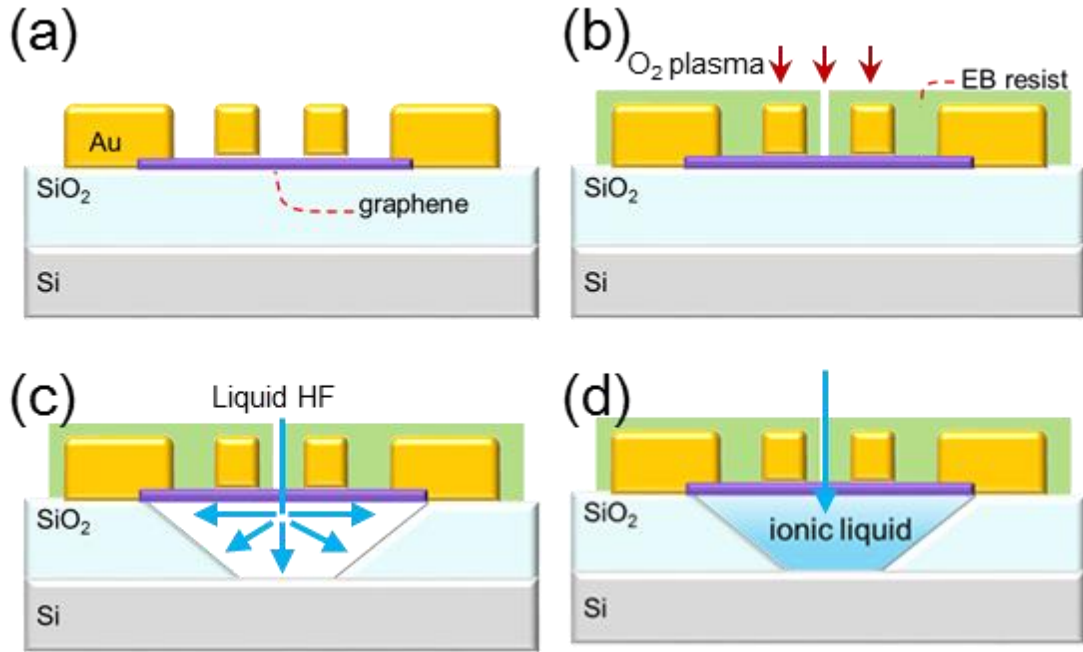 (a)
Au
SiO₂
graphene
Si
(b)
O₂ plasma
EB resist
SiO₂
Si
(c)
Liquid HF
SiO₂
Si
(d)
SiO₂
ionic liquid
Si